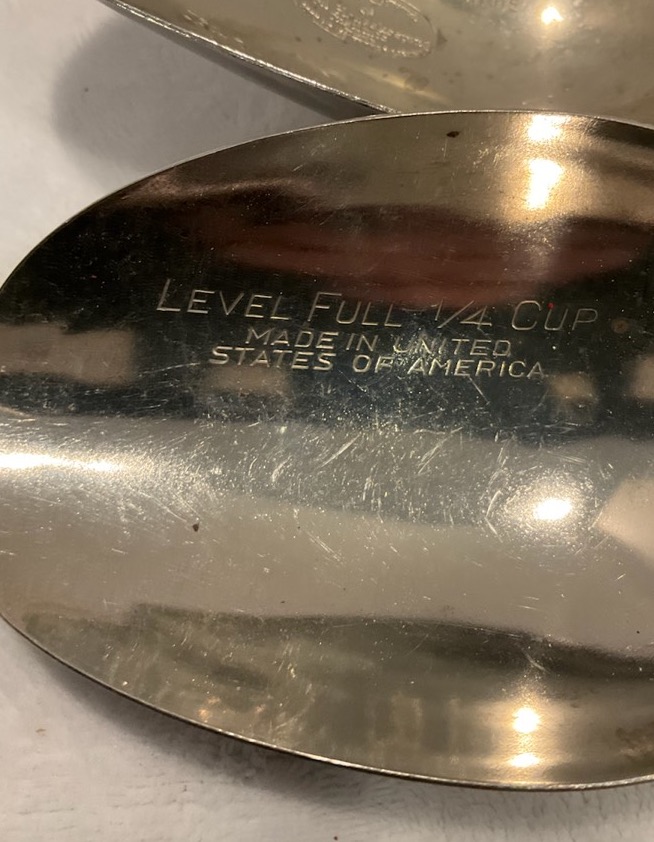 LEVEL FULL 1/4 CUP
MADE IN UNITED
STATES OF AMERICA